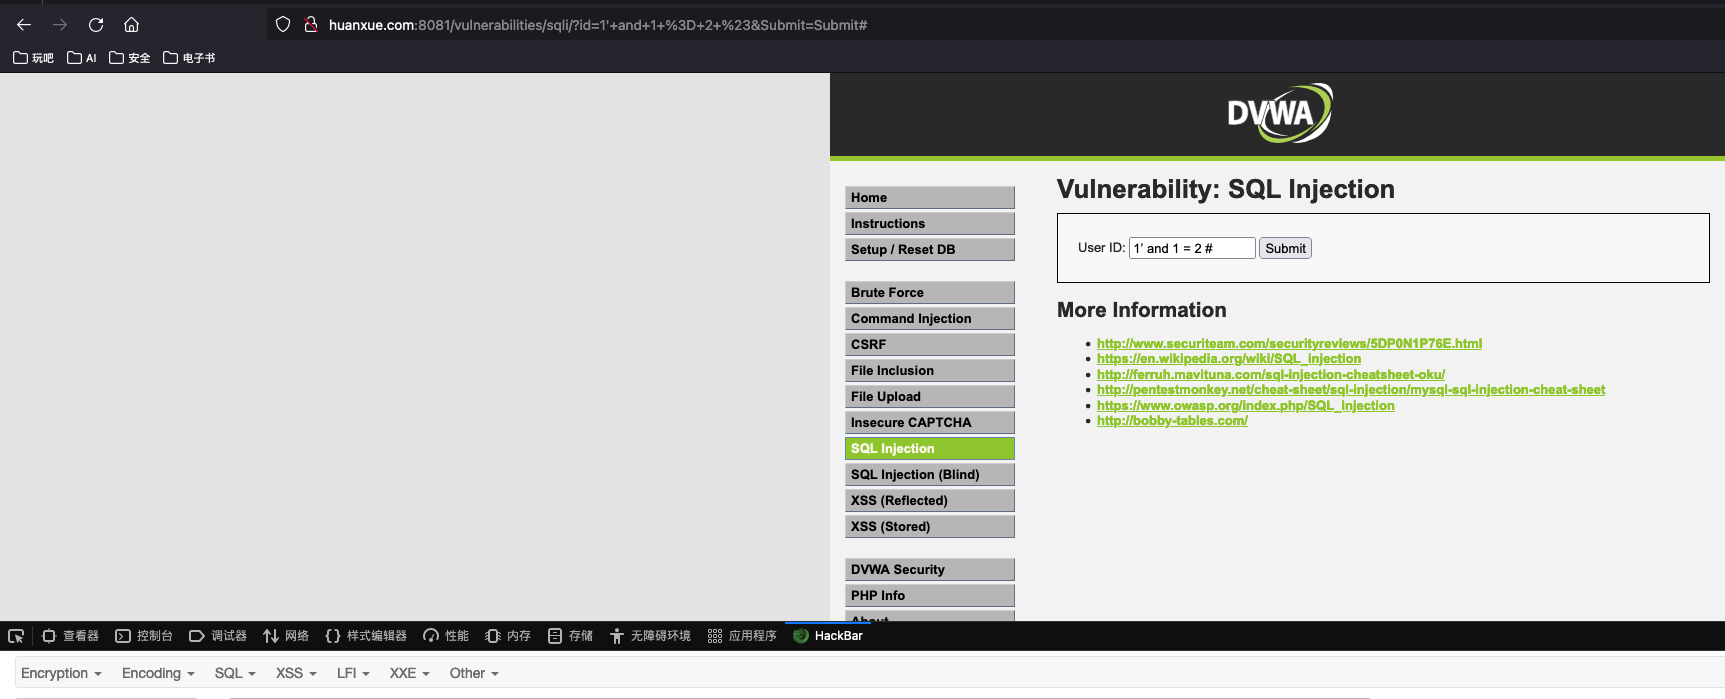 huanxue.com:8081/vulnerabilities/sqli/?id=1'+and+1+%3D+2+%23&Submit=Submit#
玩吧 AI 安全 电子书
DVWA
Vulnerability: SQL Injection
Home
Instructions
Setup / Reset DB
Brute Force
Command Injection
CSRF
File Inclusion
File Upload
Insecure CAPTCHA
SQL Injection
SQL Injection (Blind)
XSS (Reflected)
XSS (Stored)
DVWA Security
PHP Info
About
User ID: 1' and 1 = 2 # Submit
More Information
http://www.securiteam.com/securityreviews/5DP0N1P76E.html
https://en.wikipedia.org/wiki/SQL_injection
http://ferruh.mavituna.com/sql-injection-cheatsheet-oku/
http://pentestmonkey.net/cheat-sheet/sql-injection/mysql-sql-injection-cheat-sheet
https://www.owasp.org/index.php/SQL_Injection
http://bobby-tables.com/
查看器 控制台 调试器 网络 样式编辑器 性能 内存 存储 无障碍环境 应用程序 HackBar
Encryption Encoding SQL XSS LFI XXE Other